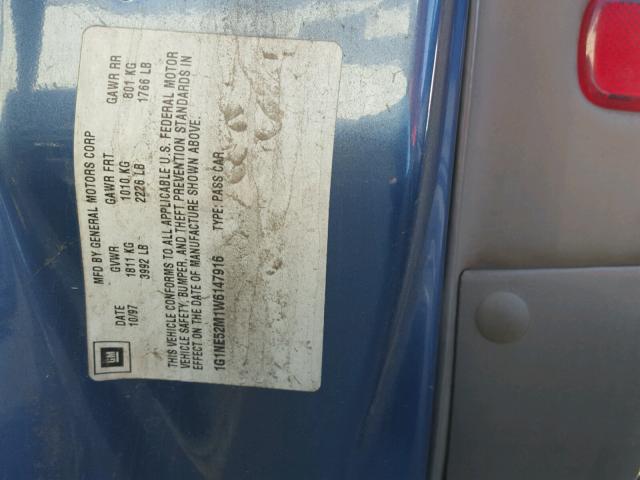 MFD BY GENERAL MOTORS CORP
DATE GVWR GAWR FRT GAWR RR
10/97 1811 KG 1010 KG 801 KG
3992 LB 2226 LB 1766 LB
THIS VEHICLE CONFORMS TO ALL APPLICABLE U.S. FEDERAL MOTOR
VEHICLE SAFETY, BUMPER, AND THEFT PREVENTION STANDARDS IN
EFFECT ON THE DATE OF MANUFACTURE SHOWN ABOVE.
1G1NE52M1W6147916 TYPE: PASS CAR
GM